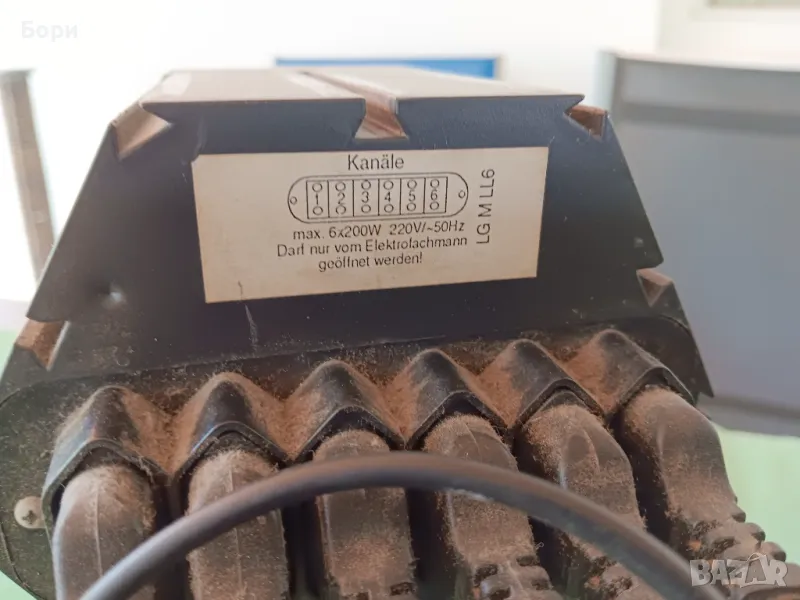 Бори
Kanäle
1 2 3 4 5 6
max. 6x200W 220V/~50Hz
Darf nur vom Elektrofachmann
geöffnet werden!
LG M LL6
BAZAR